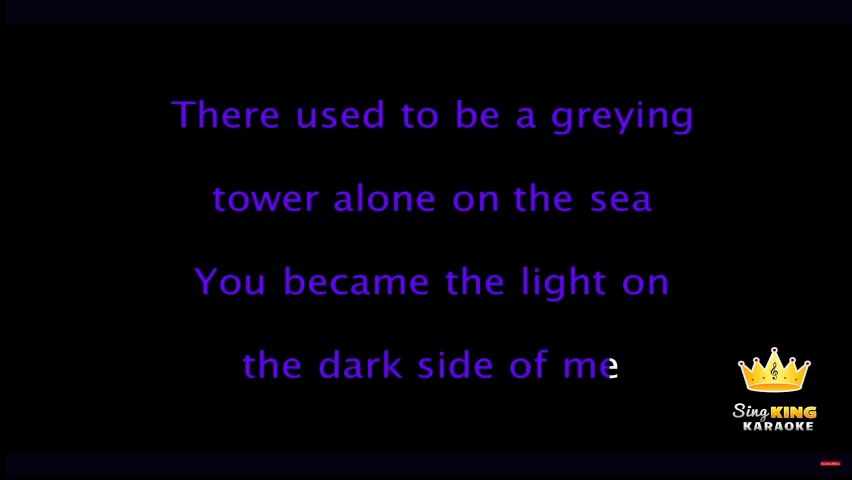 There used to be a greying
tower alone on the sea
You became the light on
the dark side of me
Sing KING
KARAOKE
SUBSCRIBE